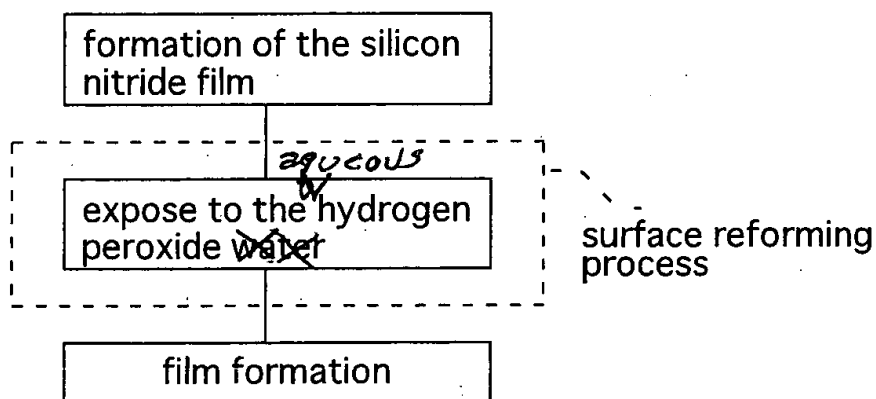 formation of the silicon
nitride film
aqueous
expose to the hydrogen
peroxide water
surface reforming
process
film formation